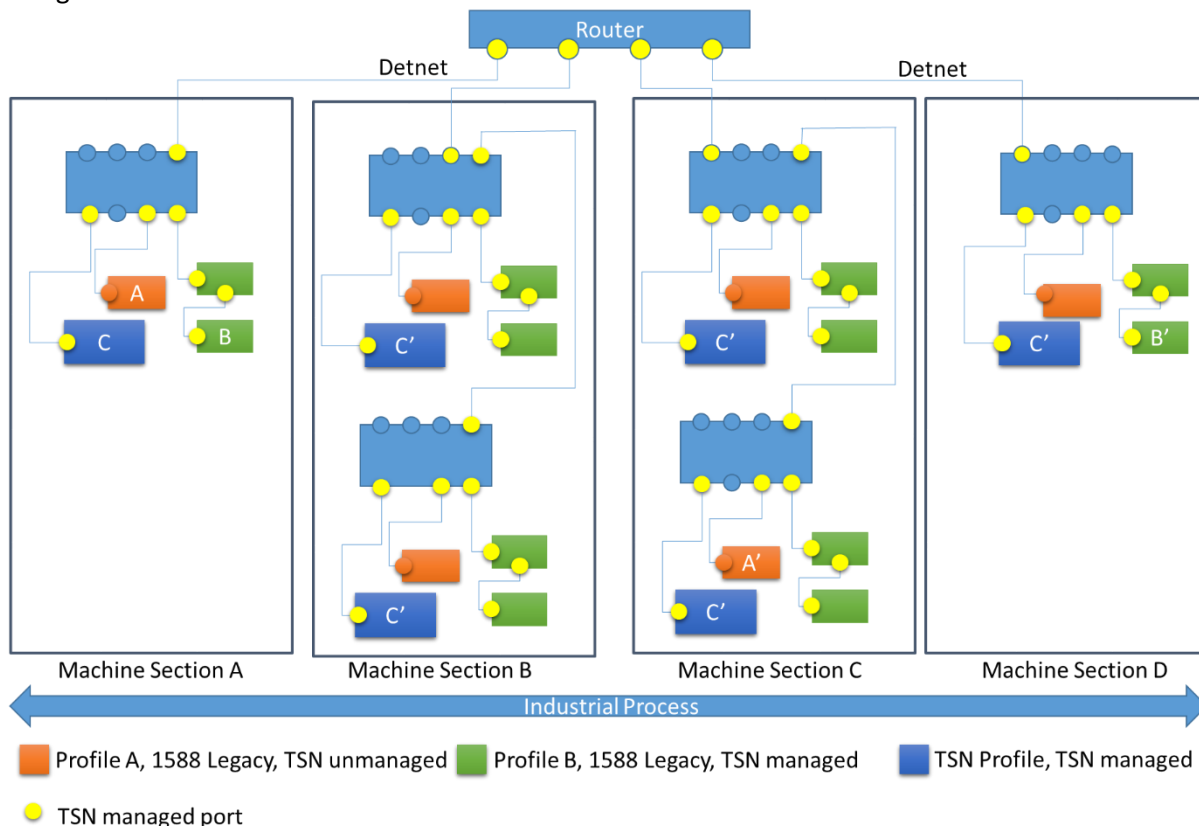 Router
Detnet
Detnet
A
C
B
C’
C’
C’
B’
C’
A’
C’
Machine Section A
Machine Section B
Machine Section C
Machine Section D
Industrial Process
Profile A, 1588 Legacy, TSN unmanaged
Profile B, 1588 Legacy, TSN managed
TSN Profile, TSN managed
TSN managed port